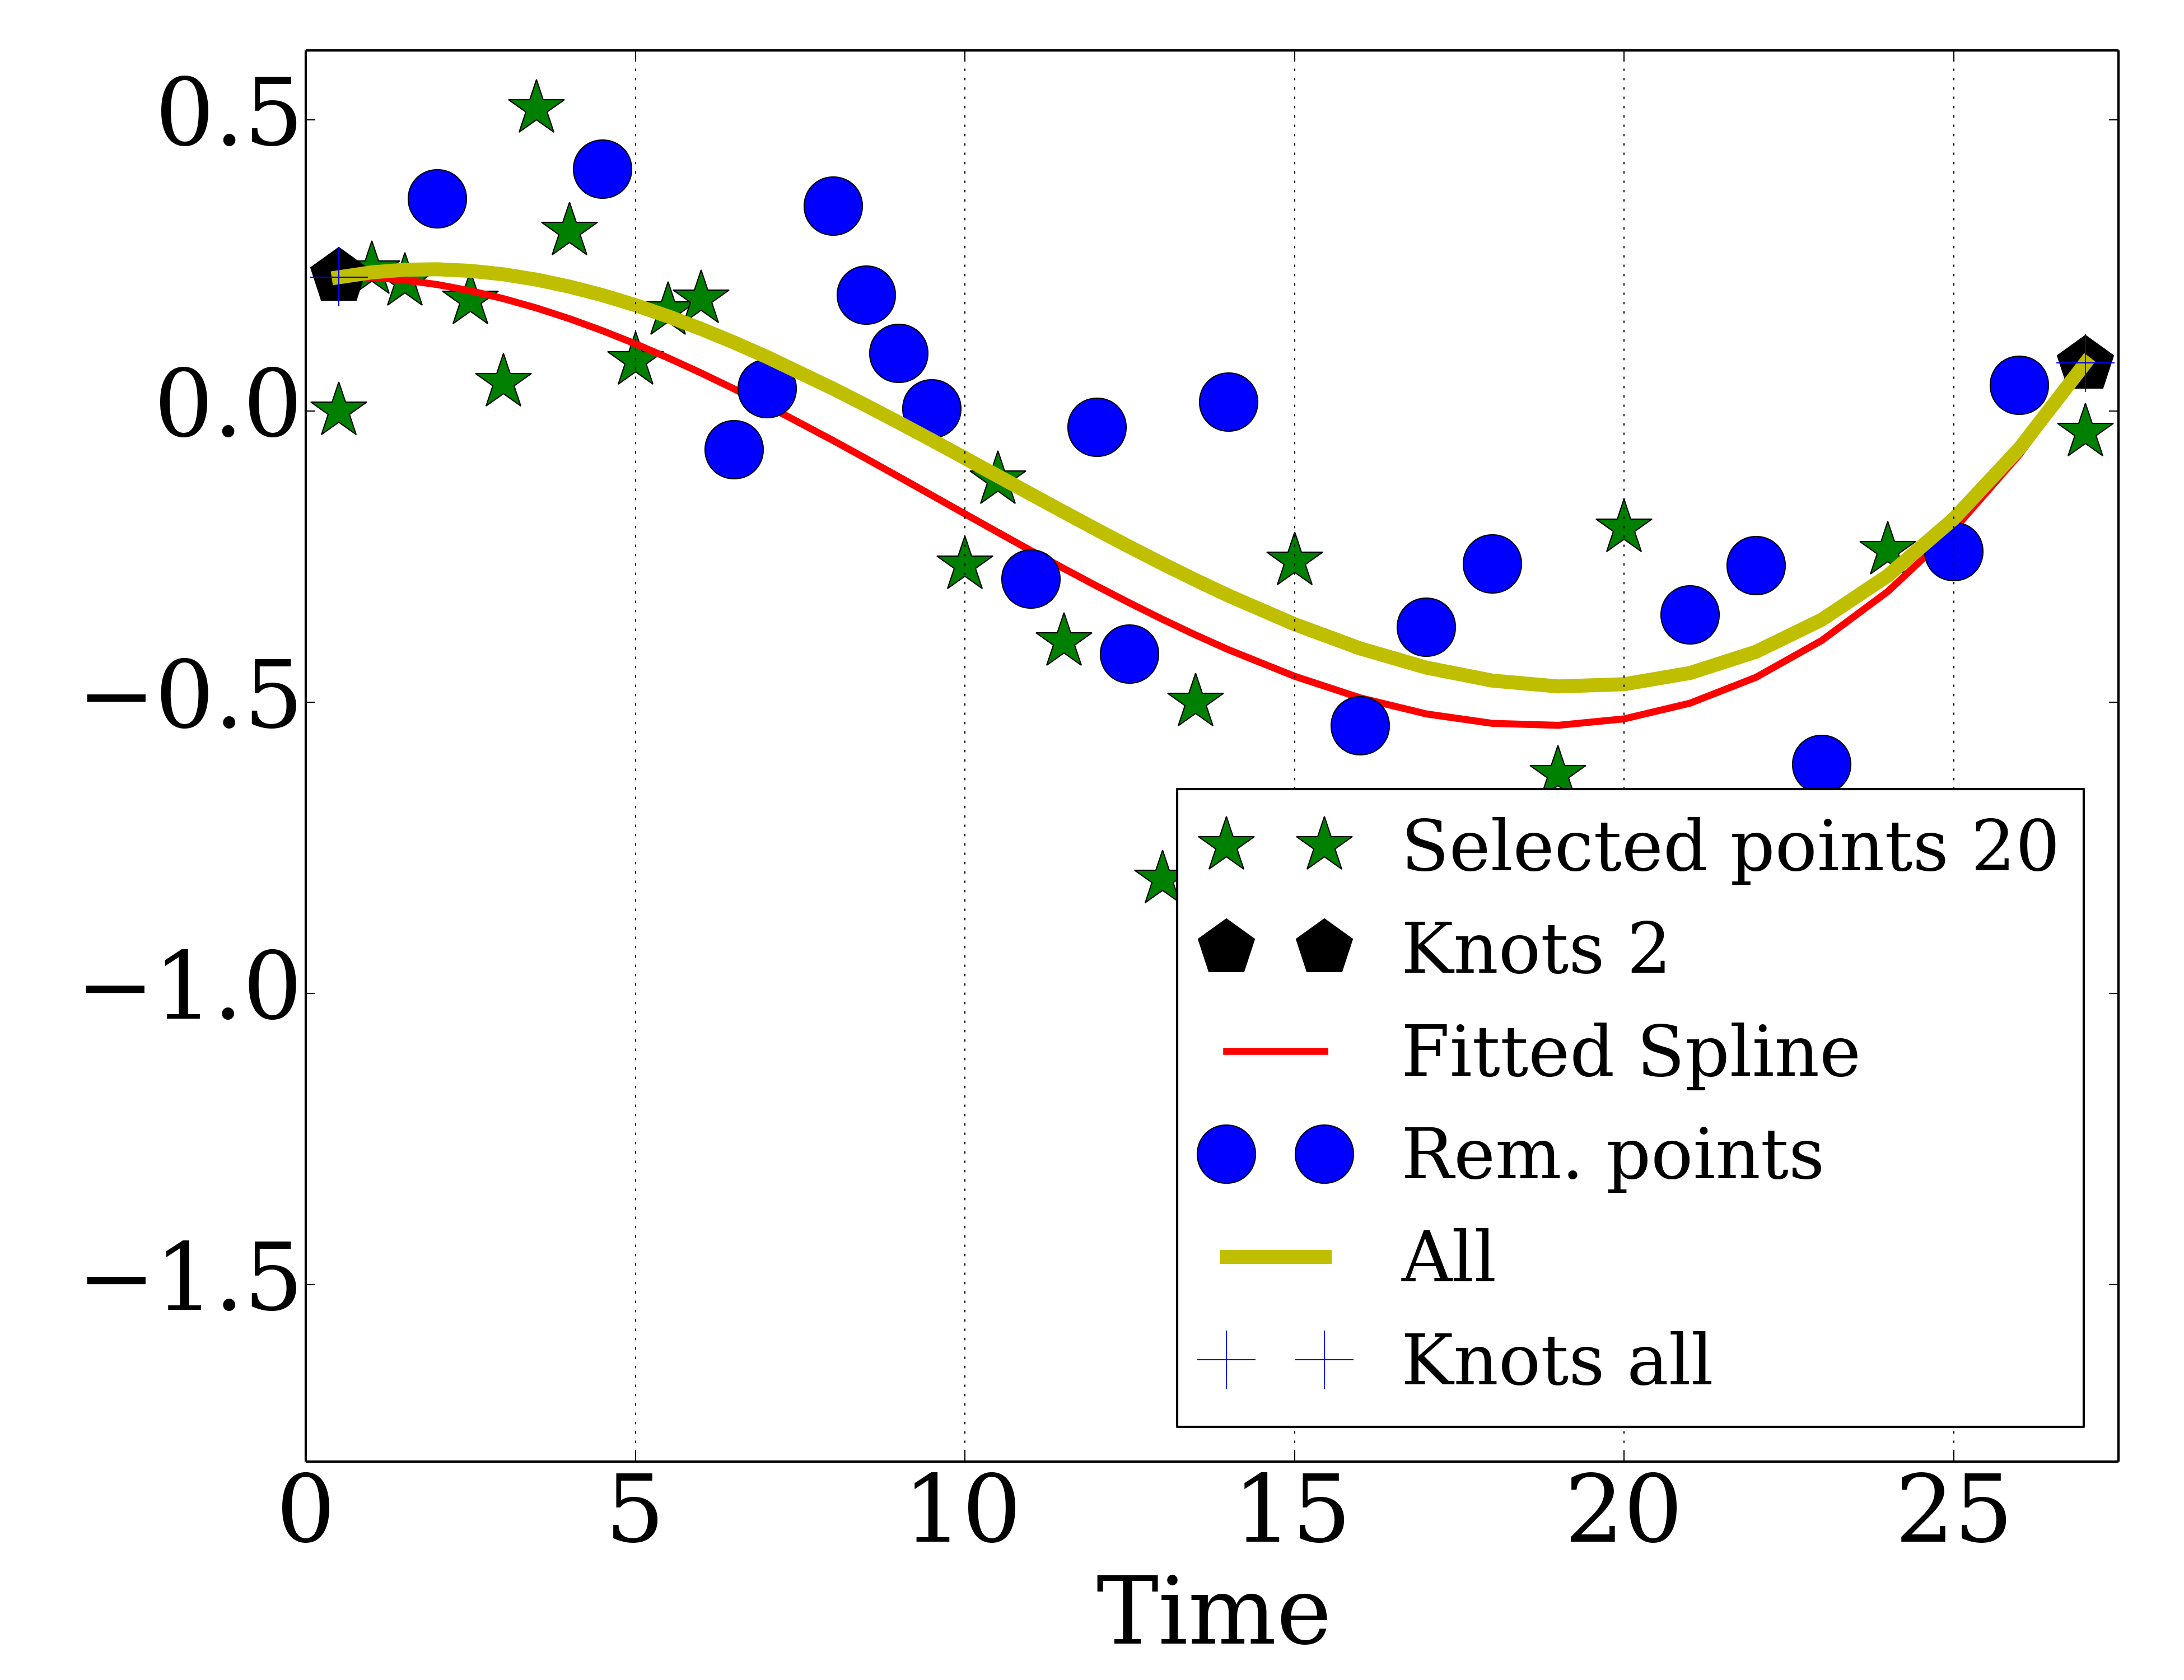 0.5
0.0
−0.5
−1.0
−1.5
Selected points 20
Knots 2
Fitted Spline
Rem. points
All
Knots all
0 5 10 15 20 25
Time